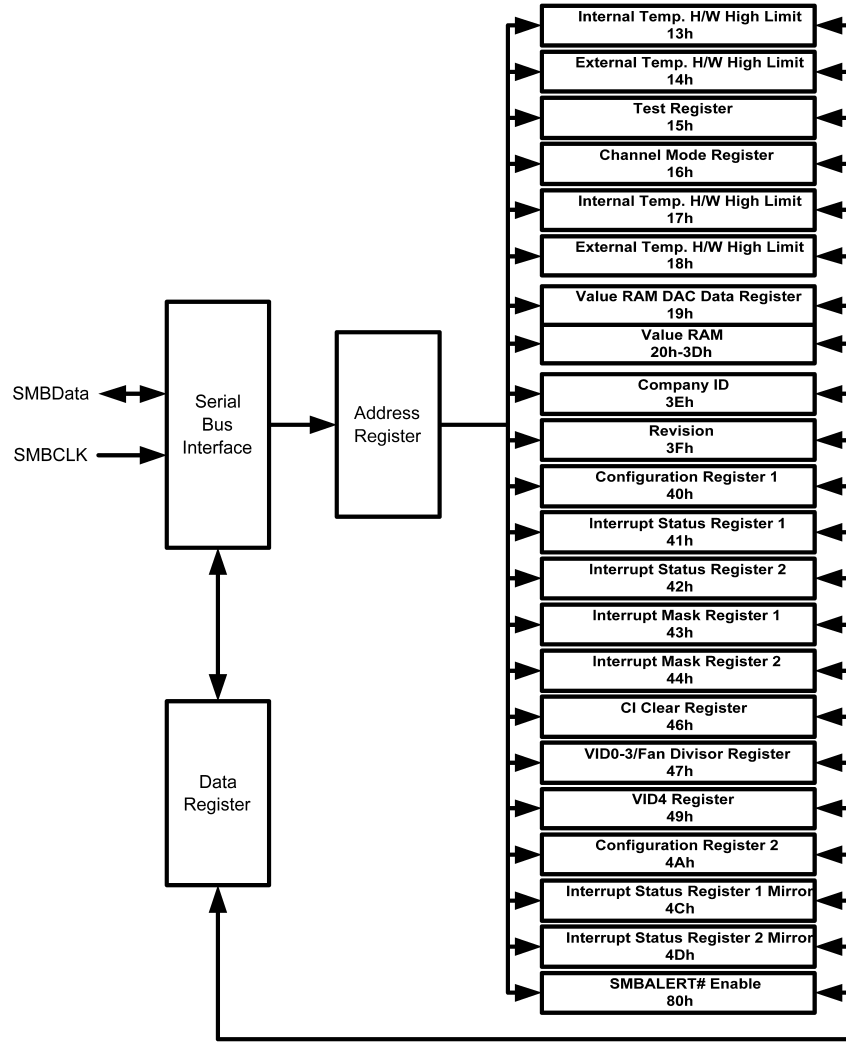 Internal Temp. H/W High Limit
13h
External Temp. H/W High Limit
14h
Test Register
15h
Channel Mode Register
16h
Internal Temp. H/W High Limit
17h
External Temp. H/W High Limit
18h
Value RAM DAC Data Register
19h
Value RAM
20h-3Dh
Company ID
3Eh
Revision
3Fh
Configuration Register 1
40h
Interrupt Status Register 1
41h
Interrupt Status Register 2
42h
Interrupt Mask Register 1
43h
Interrupt Mask Register 2
44h
CI Clear Register
46h
VID0-3/Fan Divisor Register
47h
VID4 Register
49h
Configuration Register 2
4Ah
Interrupt Status Register 1 Mirror
4Ch
Interrupt Status Register 2 Mirror
4Dh
SMBALERT# Enable
80h
SMBData
SMBCLK
Serial
Bus
Interface
Address
Register
Data
Register